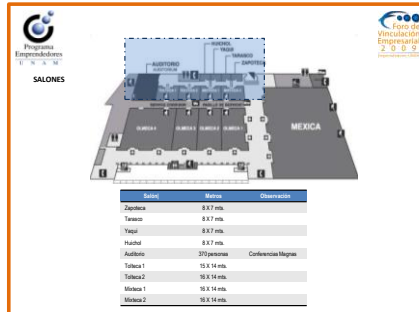 Programa
Emprendedores
U N A M
Foro de
Vinculación
Empresarial
2 0 0 9
SALONES
HUICHOL
YAQUI
TARASCO
ZAPOTECA
AUDITORIO
AUDITORIUM
OLMECA 4
OLMECA 3
OLMECA 2
OLMECA 1
MEXICA
Salón| Metros Observación
Zapoteca 8 X 7 mts.
Tarasco 8 X 7 mts.
Yaqui 8 X 7 mts.
Huichol 8 X 7 mts.
Auditorio 370 personas Conferencias Magnas
Tolteca 1 15 X 14 mts.
Tolteca 2 16 X 14 mts.
Mixteca 1 16 X 14 mts.
Mixteca 2 16 X 14 mts.